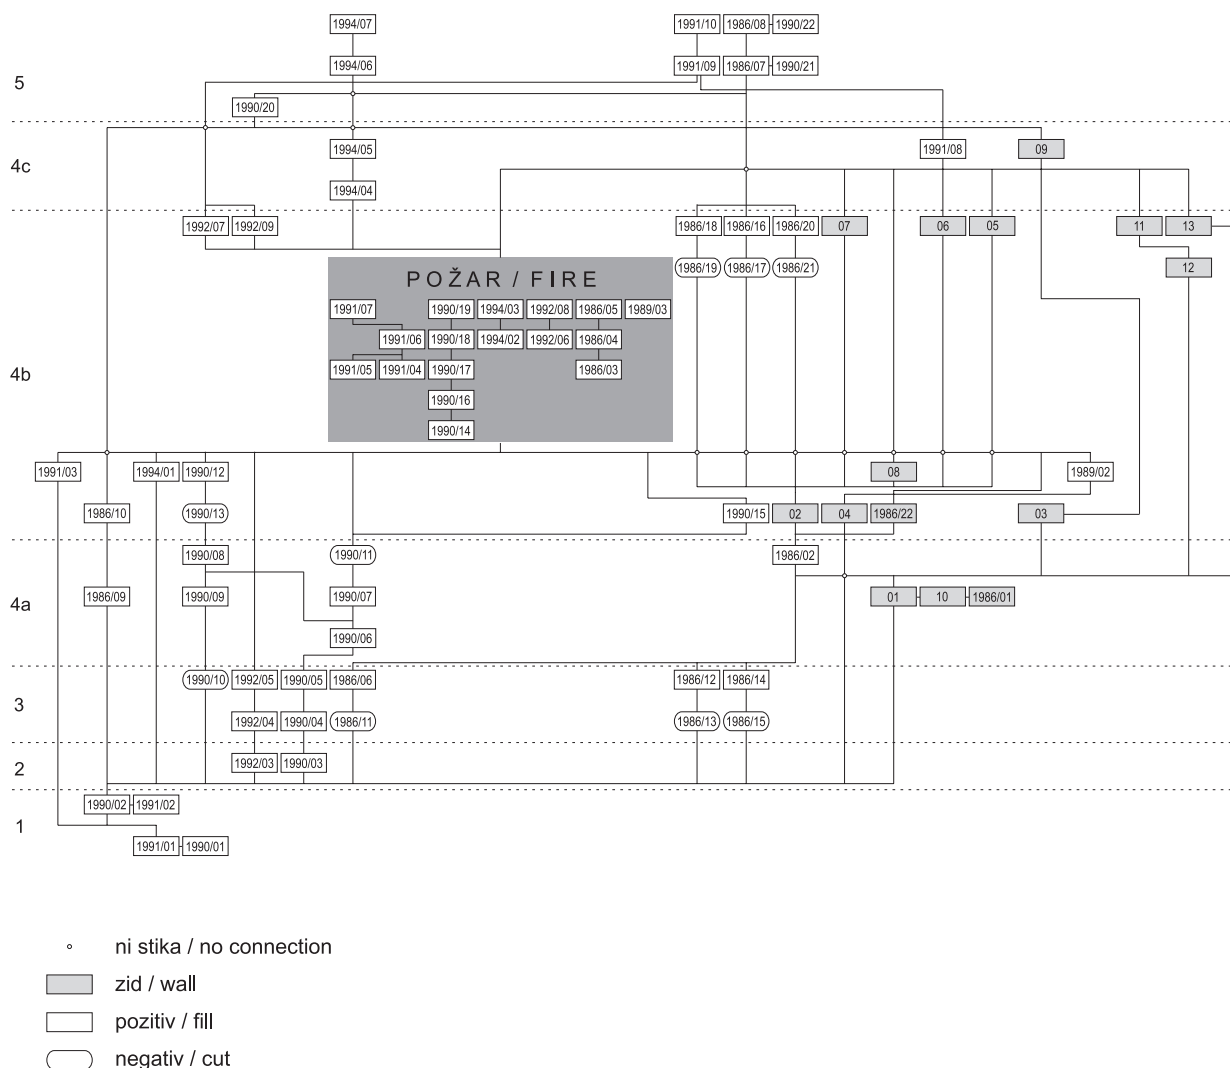 1994/07 1991/10 1986/08 1990/22
1994/06 1991/09 1986/07 1990/21
5
1990/20
1994/05 1991/08 09
4c
1994/04
1992/07 1992/09 1986/18 1986/16 1986/20 07 06 05 11 13
1986/19 1986/17 1986/21 12
POŽAR / FIRE
1991/07 1990/19 1994/03 1992/08 1986/05 1989/03
1991/06 1990/18 1994/02 1992/06 1986/04
1991/05 1991/04 1990/17 1986/03
4b
1990/16
1990/14
1991/03 1994/01 1990/12 08 1989/02
1986/10 1990/13 1990/15 02 04 1986/22 03
1990/08 1990/11 1986/02
4a
1986/09 1990/09 1990/07 01 10 1986/01
1990/06
1990/10 1992/05 1990/05 1986/06 1986/12 1986/14
3
1992/04 1990/04 1986/11 1986/13 1986/15
2
1992/03 1990/03
1990/02 1991/02
1
1991/01 1990/01
ni stika / no connection
zid / wall
pozitiv / fill
negativ / cut